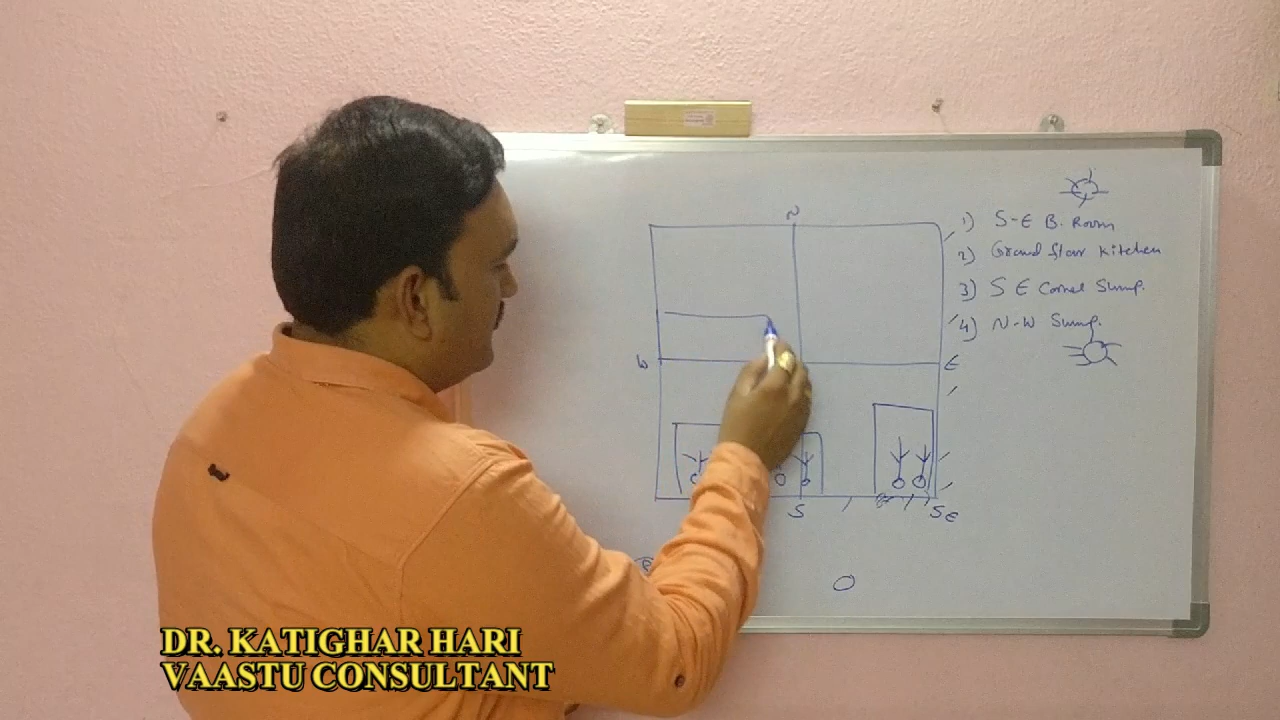 N
1) S-E B. Room
2) Ground floor Kitchen
3) S E Corner Sump.
4) N-W Sump.
W
E
S
SE
DR. KATIGHAR HARI
VAASTU CONSULTANT